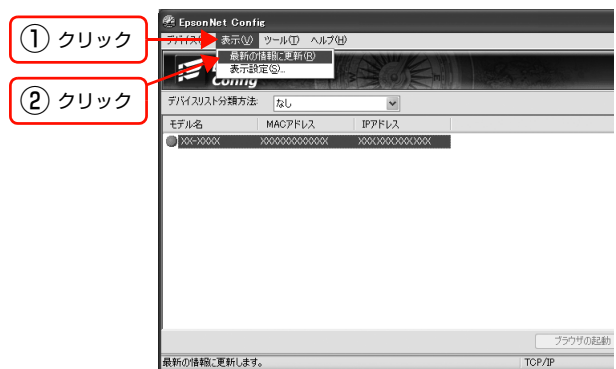 EpsonNet Config
① クリック
表示(V) ツール(T) ヘルプ(H)
最新の情報に更新(R)
表示設定(S)...
Config
② クリック
デバイスリスト分類方法: なし
モデル名 MACアドレス IPアドレス
XX-XXXX XXXXXXXXXXXX XXX.XXX.XXX.XXX
ブラウザの起動
最新の情報に更新します。 TCP/IP